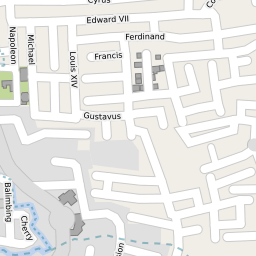 Cyrus
Edward VII
Ferdinand
Napoleon
Michael
Francis
Louis XIV
Gustavus
Balimbing
Cherry